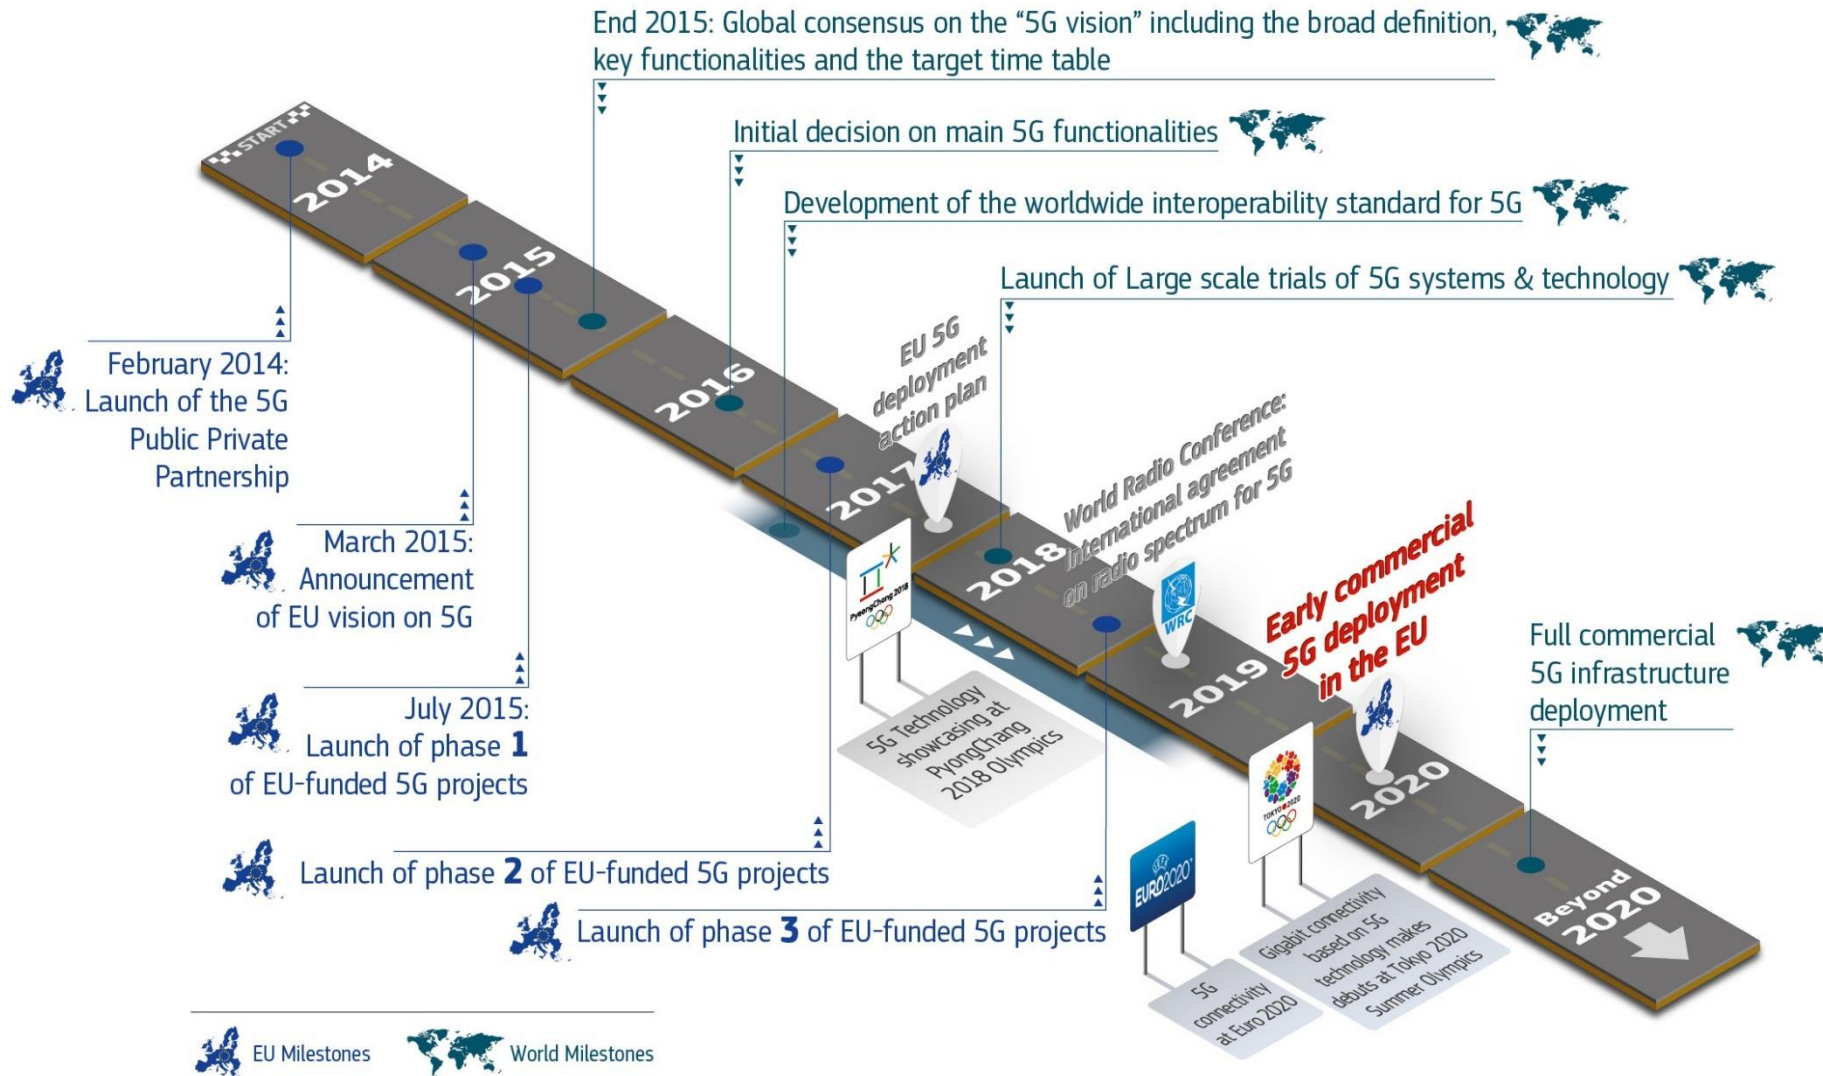 End 2015: Global consensus on the “5G vision” including the broad definition,
key functionalities and the target time table
Initial decision on main 5G functionalities
Development of the worldwide interoperability standard for 5G
Launch of Large scale trials of 5G systems & technology
START
2014
2015
2016
2017
2018
2019
2020
Beyond
2020
February 2014:
Launch of the 5G
Public Private
Partnership
March 2015:
Announcement
of EU vision on 5G
July 2015:
Launch of phase 1
of EU-funded 5G projects
Launch of phase 2 of EU-funded 5G projects
Launch of phase 3 of EU-funded 5G projects
EU 5G
deployment
action plan
World Radio Conference:
International agreement
on radio spectrum for 5G
WRC
Early commercial
5G deployment
in the EU
Full commercial
5G infrastructure
deployment
PyeongChang 2018
5G Technology
showcasing at
PyongChang
2018 Olympics
UEFA
EURO2020™
5G
connectivity
at Euro 2020
TOKYO 2020
Gigabit connectivity
based on 5G
technology makes
debuts at Tokyo 2020
Summer Olympics
EU Milestones
World Milestones